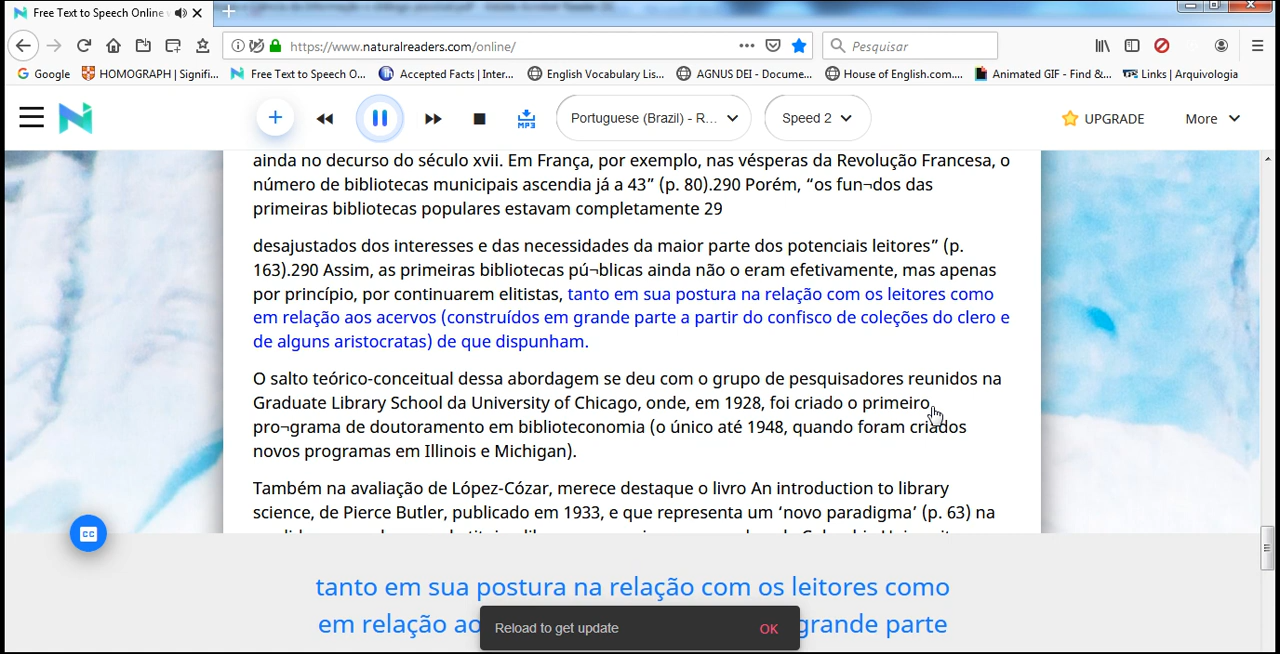 Free Text to Speech Online
https://www.naturalreaders.com/online/
Pesquisar
Google
HOMOGRAPH | Signifi...
Free Text to Speech O...
Accepted Facts | Inter...
English Vocabulary Lis...
AGNUS DEI - Docume...
House of English.com....
Animated GIF - Find &...
Links | Arquivologia
MP3
Portuguese (Brazil) - R...
Speed 2
UPGRADE
More
ainda no decurso do século xvii. Em França, por exemplo, nas vésperas da Revolução Francesa, o
número de bibliotecas municipais ascendia já a 43” (p. 80).290 Porém, “os fun¬dos das
primeiras bibliotecas populares estavam completamente 29
desajustados dos interesses e das necessidades da maior parte dos potenciais leitores” (p.
163).290 Assim, as primeiras bibliotecas pú¬blicas ainda não o eram efetivamente, mas apenas
por princípio, por continuarem elitistas, tanto em sua postura na relação com os leitores como
em relação aos acervos (construídos em grande parte a partir do confisco de coleções do clero e
de alguns aristocratas) de que dispunham.
O salto teórico-conceitual dessa abordagem se deu com o grupo de pesquisadores reunidos na
Graduate Library School da University of Chicago, onde, em 1928, foi criado o primeiro
pro¬grama de doutoramento em biblioteconomia (o único até 1948, quando foram criados
novos programas em Illinois e Michigan).
Também na avaliação de López-Cózar, merece destaque o livro An introduction to library
science, de Pierce Butler, publicado em 1933, e que representa um ‘novo paradigma’ (p. 63) na
CC
tanto em sua postura na relação com os leitores como
em relação ao grande parte
Reload to get update
OK